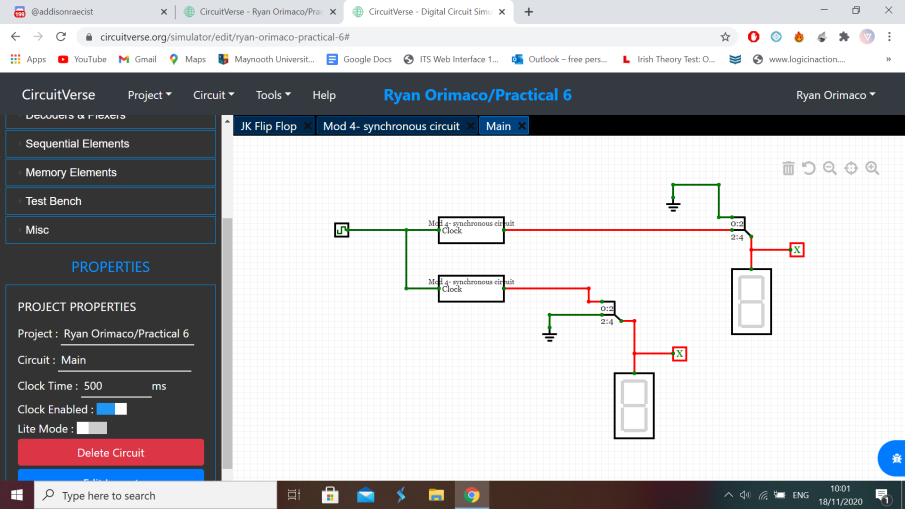 @addisonraecist
CircuitVerse - Ryan Orimaco/Prac
CircuitVerse - Digital Circuit Simu
circuitverse.org/simulator/edit/ryan-orimaco-practical-6#
Apps
YouTube
Gmail
Maps
Maynooth Universit...
Google Docs
ITS Web Interface 1...
Outlook – free pers...
Irish Theory Test: O...
www.logicinaction....
»
CircuitVerse
Project
Circuit
Tools
Help
Ryan Orimaco/Practical 6
Ryan Orimaco
Decoders & Plexers
Sequential Elements
Memory Elements
Test Bench
Misc
PROPERTIES
PROJECT PROPERTIES
Project : Ryan Orimaco/Practical 6
Circuit : Main
Clock Time : 500 ms
Clock Enabled :
Lite Mode :
Delete Circuit
JK Flip Flop
Mod 4- synchronous circuit
Main
Mod 4- synchronous circuit
Clock
0:2
2:4
X
Mod 4- synchronous circuit
Clock
0:2
2:4
X
Type here to search
ENG
10:01
18/11/2020
1